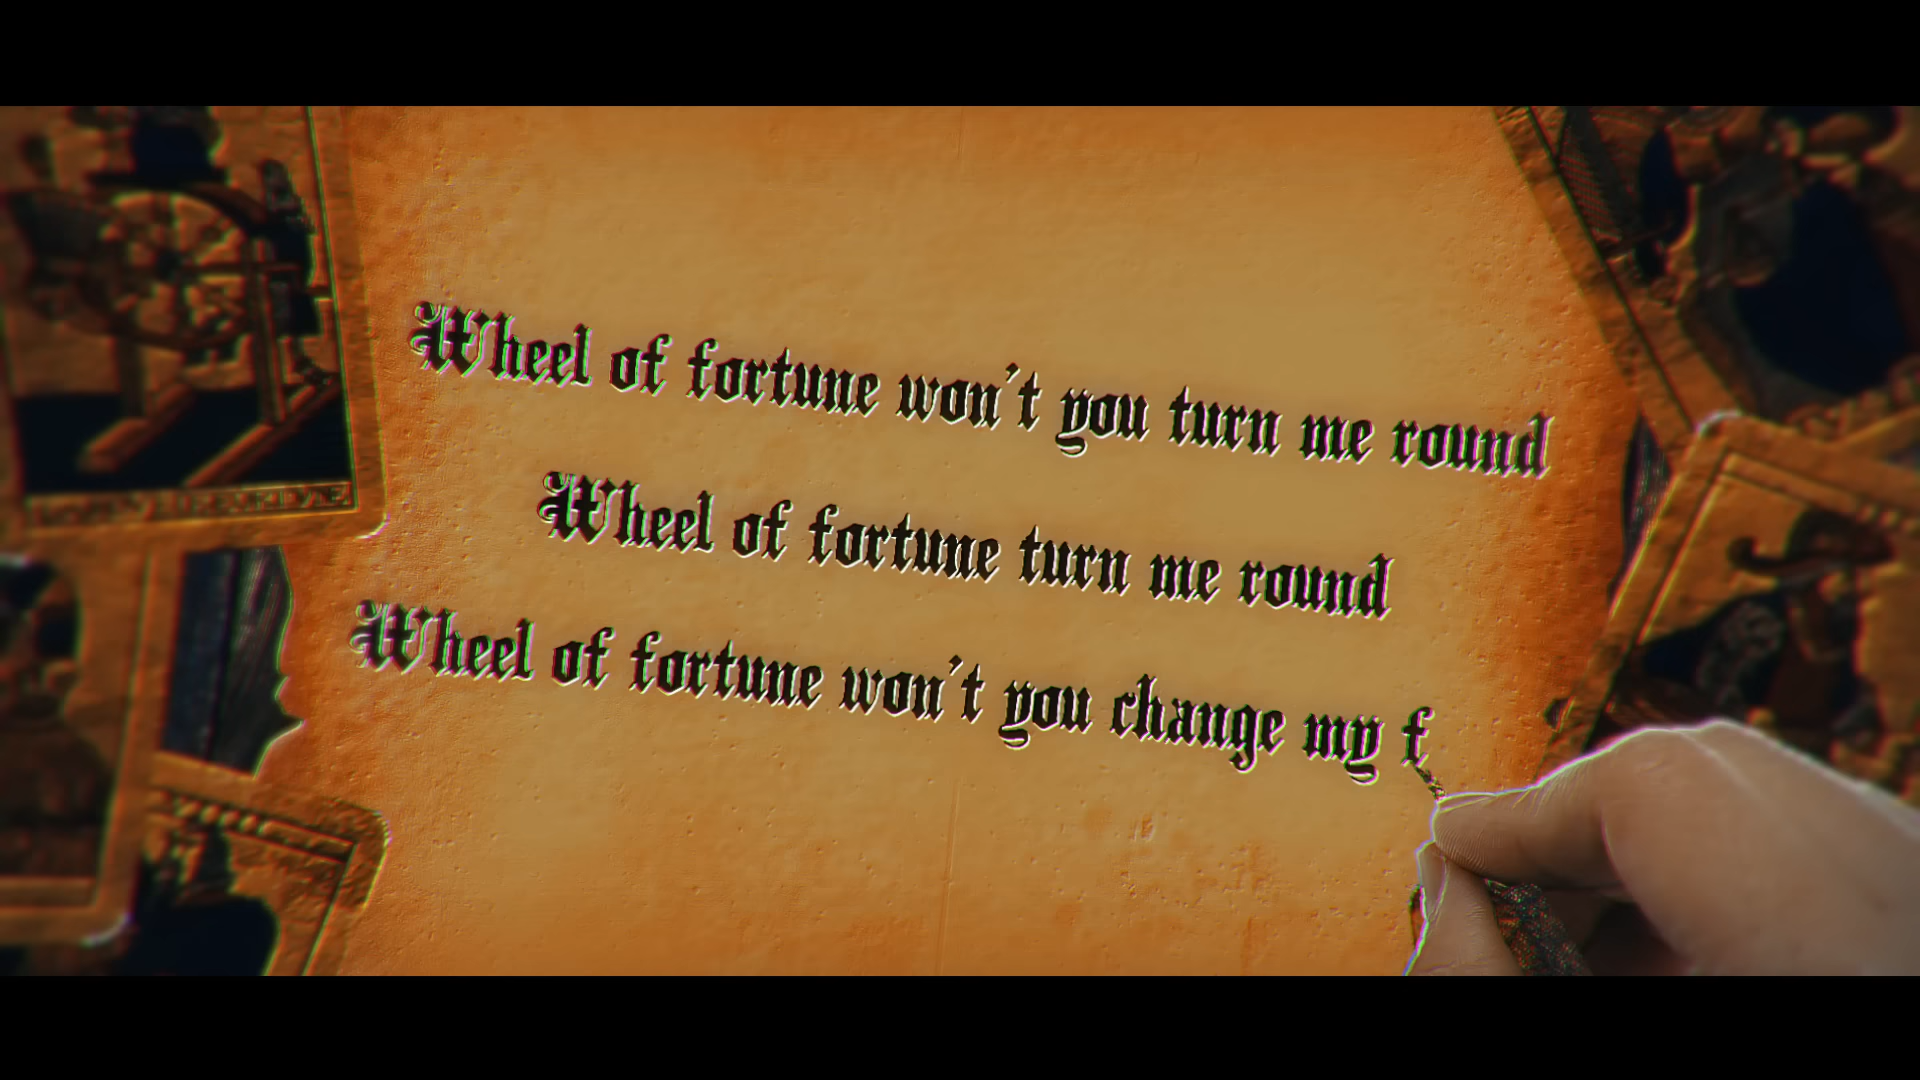 Wheel of fortune won't you turn me round
Wheel of fortune turn me round
Wheel of fortune won't you change my f